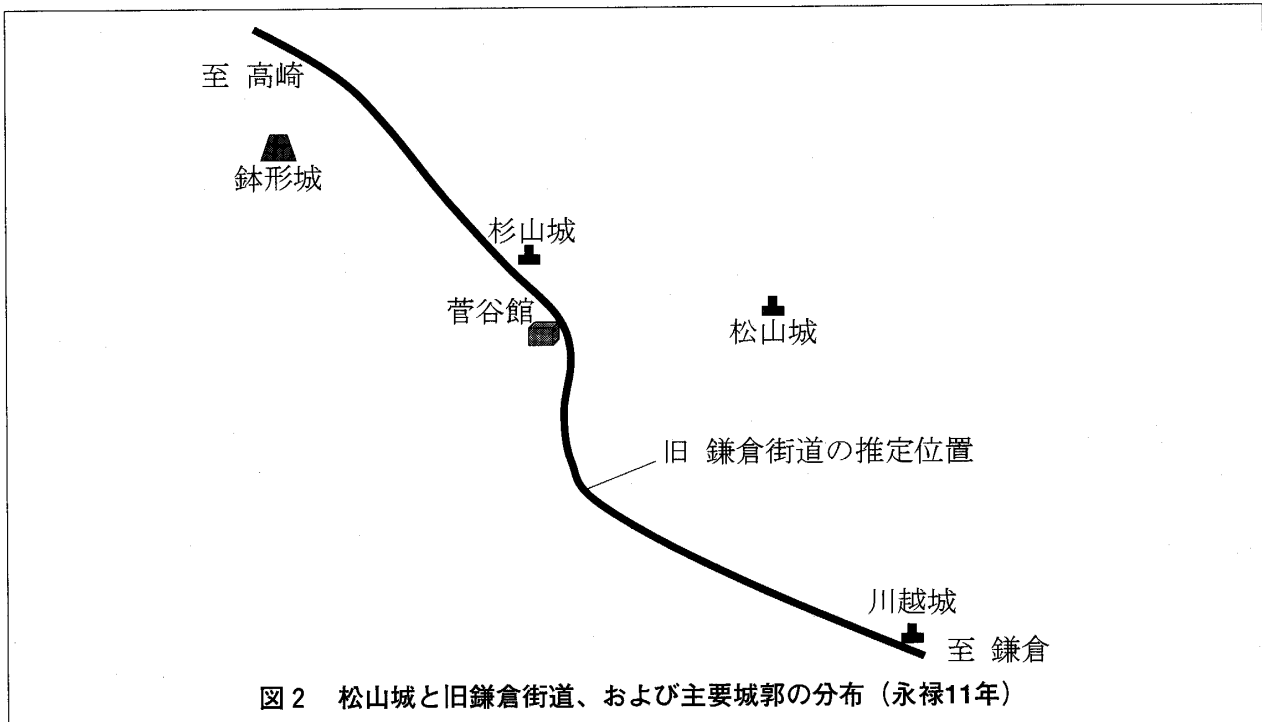 至 高崎
鉢形城
杉山城
菅谷館
松山城
旧 鎌倉街道の推定位置
川越城
至 鎌倉
図2 松山城と旧鎌倉街道、および主要城郭の分布（永禄11年）